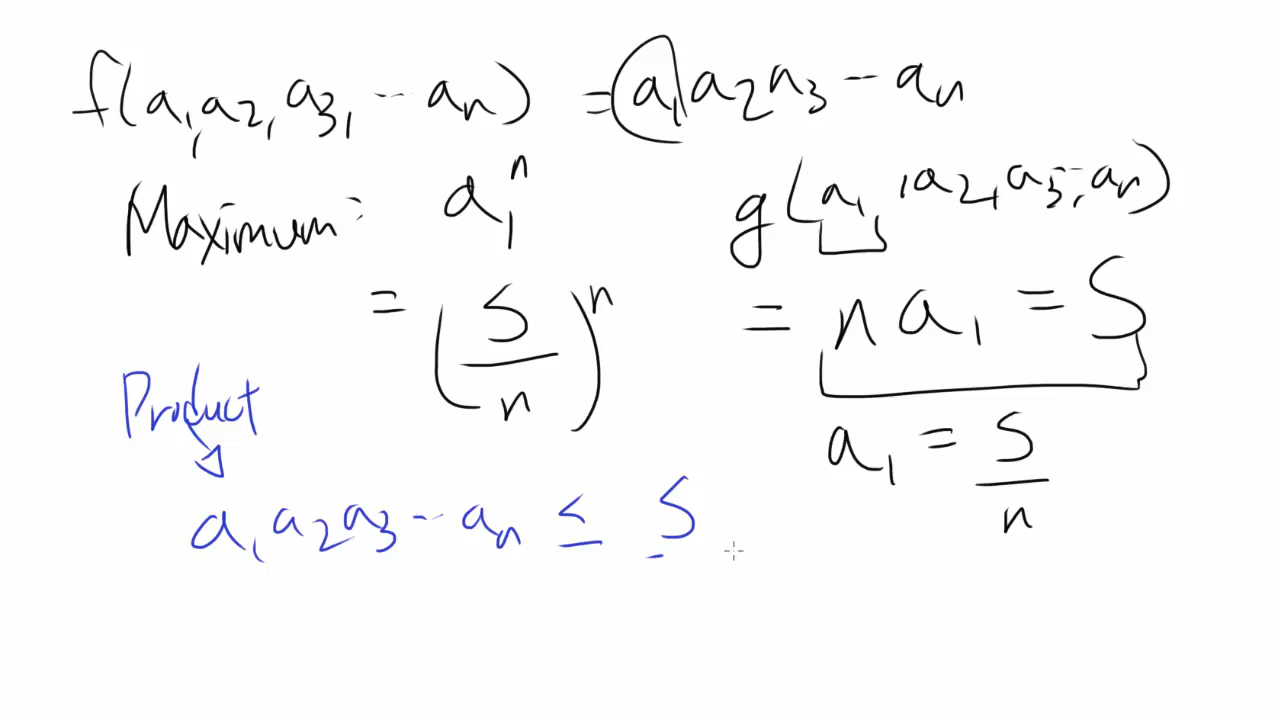 f(a₁, a₂, a₃, -- aₙ) = a₁ a₂ a₃ -- aₙ
Maximum: a₁ⁿ
= (S/n)ⁿ
g(a₁, a₂, a₃, -- aₙ)
= n a₁ = S
a₁ = S/n
Product
a₁ a₂ a₃ -- aₙ ≤ S